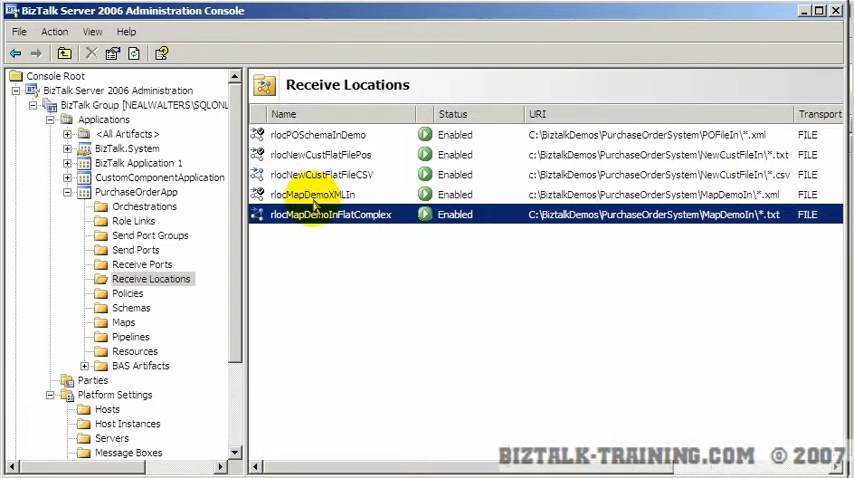 BizTalk Server 2006 Administration Console
File Action View Help
Console Root
BizTalk Server 2006 Administration
BizTalk Group [NEALWALTERS\SQLONL
Applications
<All Artifacts>
BizTalk.System
BizTalk Application 1
CustomComponentApplication
PurchaseOrderApp
Orchestrations
Role Links
Send Port Groups
Send Ports
Receive Ports
Receive Locations
Policies
Schemas
Maps
Pipelines
Resources
BAS Artifacts
Parties
Platform Settings
Hosts
Host Instances
Servers
Message Boxes
Receive Locations
Name Status URI Transport
rlocPOSchemaInDemo Enabled C:\BiztalkDemos\PurchaseOrderSystem\POFileIn\*.xml FILE
rlocNewCustFlatFilePos Enabled C:\BiztalkDemos\PurchaseOrderSystem\NewCustFileIn\*.txt FILE
rlocNewCustFlatFileCSV Enabled C:\BiztalkDemos\PurchaseOrderSystem\NewCustFileIn\*.csv FILE
rlocMapDemoXMLIn Enabled C:\BiztalkDemos\PurchaseOrderSystem\MapDemoIn\*.xml FILE
rlocMapDemoInFlatComplex Enabled C:\BiztalkDemos\PurchaseOrderSystem\MapDemoIn\*.txt FILE
BIZTALK-TRAINING.COM © 2007